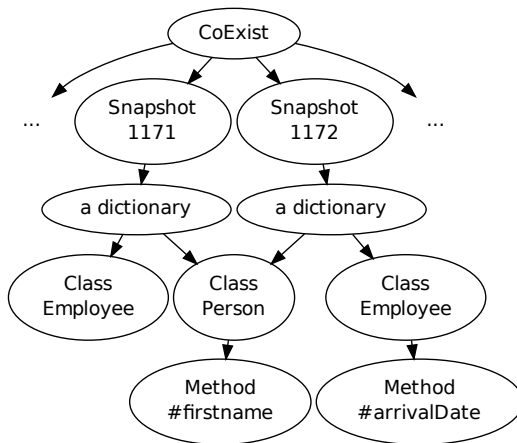 CoExist
...
Snapshot
1171
Snapshot
1172
...
a dictionary
a dictionary
Class
Employee
Class
Person
Class
Employee
Method
#firstname
Method
#arrivalDate